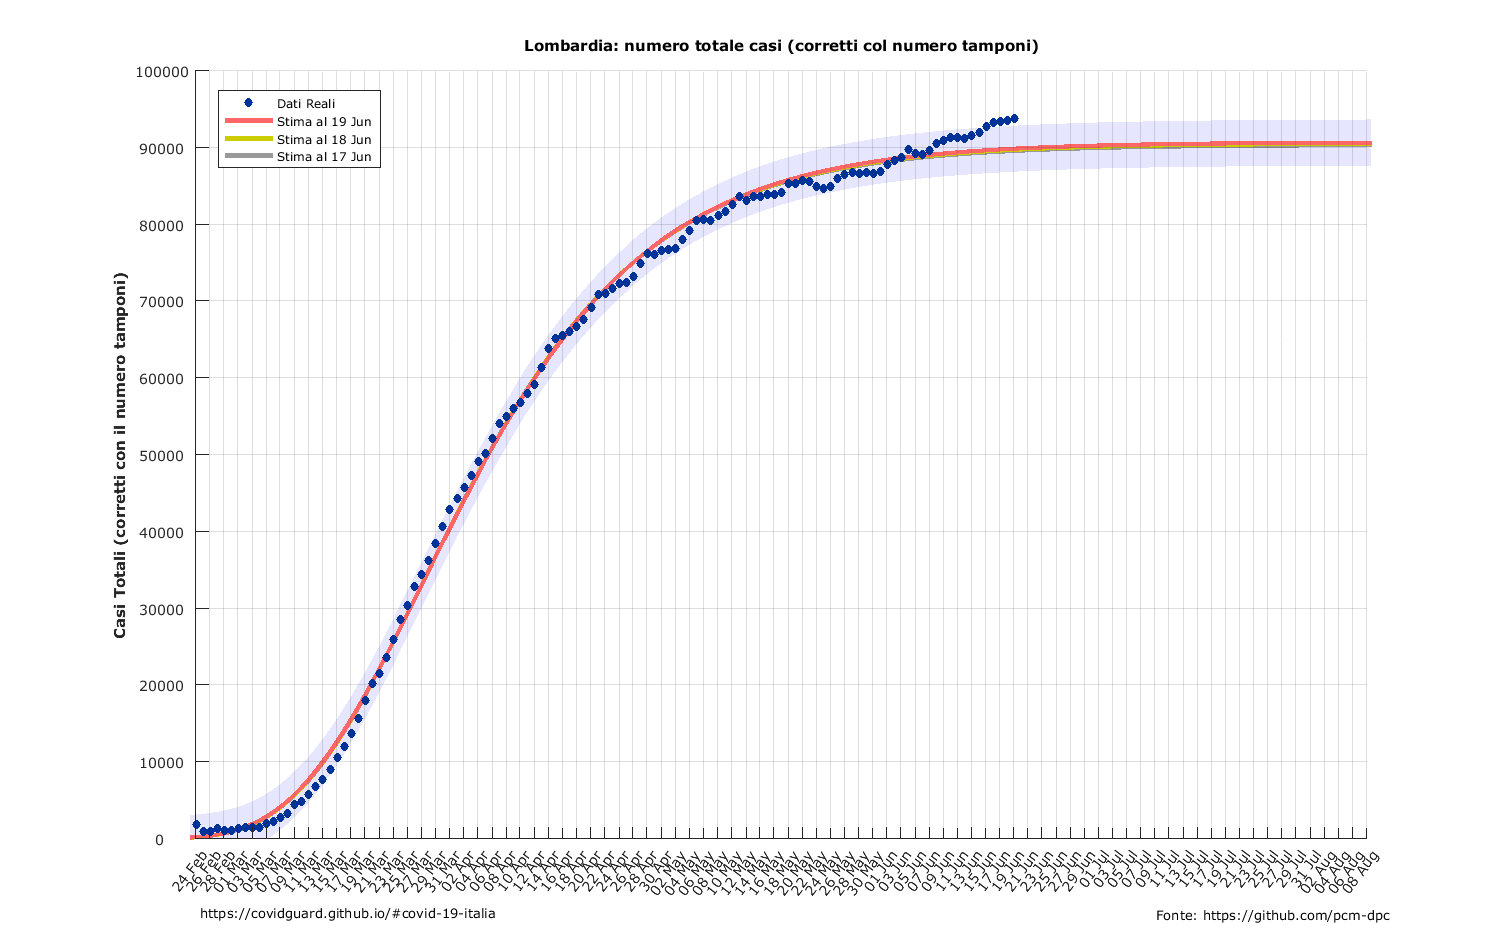 Lombardia: numero totale casi (corretti col numero tamponi)
Casi Totali (corretti con il numero tamponi)
100000
90000
80000
70000
60000
50000
40000
30000
20000
10000
0
Dati Reali
Stima al 19 Jun
Stima al 18 Jun
Stima al 17 Jun
24 Feb
26 Feb
28 Feb
01 Mar
03 Mar
05 Mar
07 Mar
09 Mar
11 Mar
13 Mar
15 Mar
17 Mar
19 Mar
21 Mar
23 Mar
25 Mar
27 Mar
29 Mar
31 Mar
02 Apr
04 Apr
06 Apr
08 Apr
10 Apr
12 Apr
14 Apr
16 Apr
18 Apr
20 Apr
22 Apr
24 Apr
26 Apr
28 Apr
30 Apr
02 May
04 May
06 May
08 May
10 May
12 May
14 May
16 May
18 May
20 May
22 May
24 May
26 May
28 May
30 May
01 Jun
03 Jun
05 Jun
07 Jun
09 Jun
11 Jun
13 Jun
15 Jun
17 Jun
19 Jun
21 Jun
23 Jun
25 Jun
27 Jun
29 Jun
01 Jul
03 Jul
05 Jul
07 Jul
09 Jul
11 Jul
13 Jul
15 Jul
17 Jul
19 Jul
21 Jul
23 Jul
25 Jul
27 Jul
29 Jul
31 Jul
02 Aug
04 Aug
06 Aug
08 Aug
https://covidguard.github.io/#covid-19-italia
Fonte: https://github.com/pcm-dpc